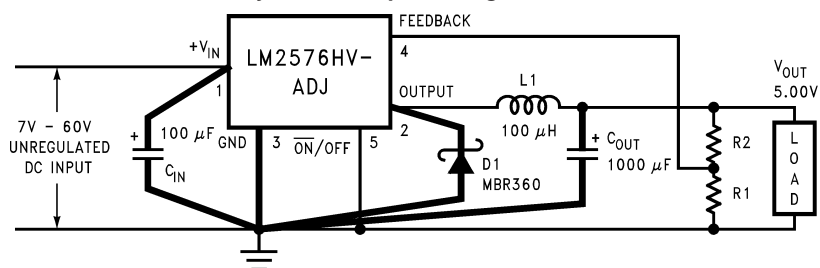 FEEDBACK
+VIN
LM2576HV-
ADJ
4
1
OUTPUT
L1
VOUT
5.00V
7V – 60V
UNREGULATED
DC INPUT
+
100 μF
CIN
GND
3
ON/OFF
5
2
100 μH
D1
MBR360
+
COUT
1000 μF
R2
R1
LOAD